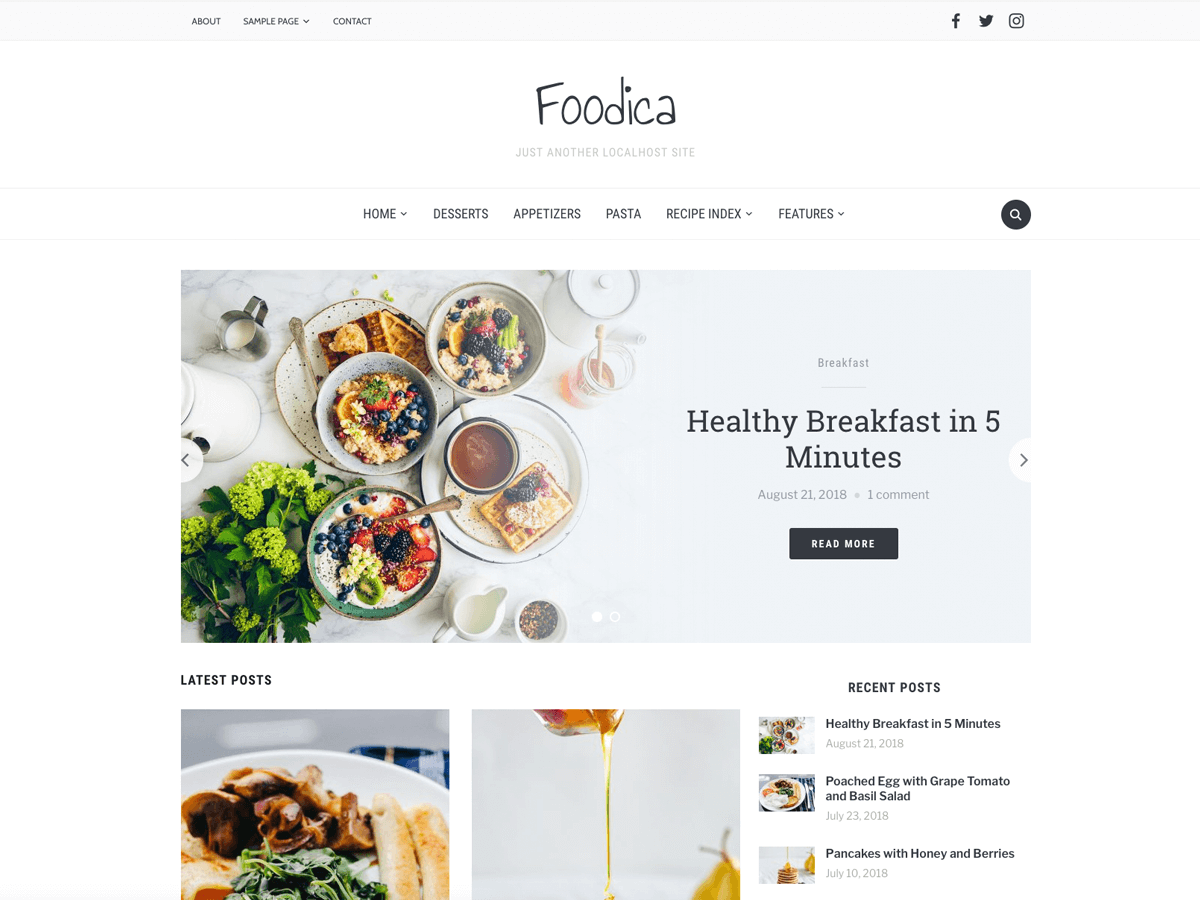 ABOUT SAMPLE PAGE CONTACT
Foodica
JUST ANOTHER LOCALHOST SITE
HOME DESSERTS APPETIZERS PASTA RECIPE INDEX FEATURES
Breakfast
Healthy Breakfast in 5
Minutes
August 21, 2018 1 comment
READ MORE
LATEST POSTS
RECENT POSTS
Healthy Breakfast in 5 Minutes
August 21, 2018
Poached Egg with Grape Tomato
and Basil Salad
July 23, 2018
Pancakes with Honey and Berries
July 10, 2018